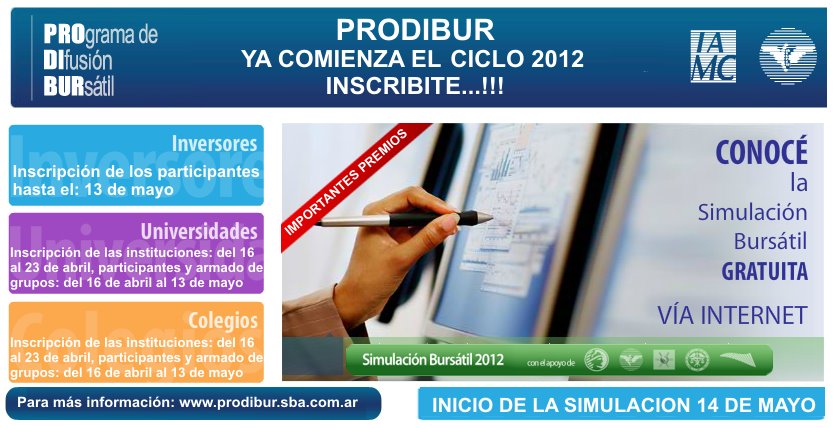 PROgrama de
DIfusión
BURsátil
PRODIBUR
YA COMIENZA EL CICLO 2012
INSCRIBITE...!!!
IA
MC
Inversores
Inscripción de los participantes
hasta el: 13 de mayo
Universidades
Inscripción de las instituciones: del 16
al 23 de abril, participantes y armado de
grupos: del 16 de abril al 13 de mayo
Colegios
Inscripción de las instituciones: del 16
al 23 de abril, participantes y armado de
grupos: del 16 de abril al 13 de mayo
IMPORTANTES PREMIOS
CONOCÉ
la
Simulación
Bursátil
GRATUITA
VÍA INTERNET
Simulación Bursátil 2012 con el apoyo de
Para más información: www.prodibur.sba.com.ar
INICIO DE LA SIMULACION 14 DE MAYO